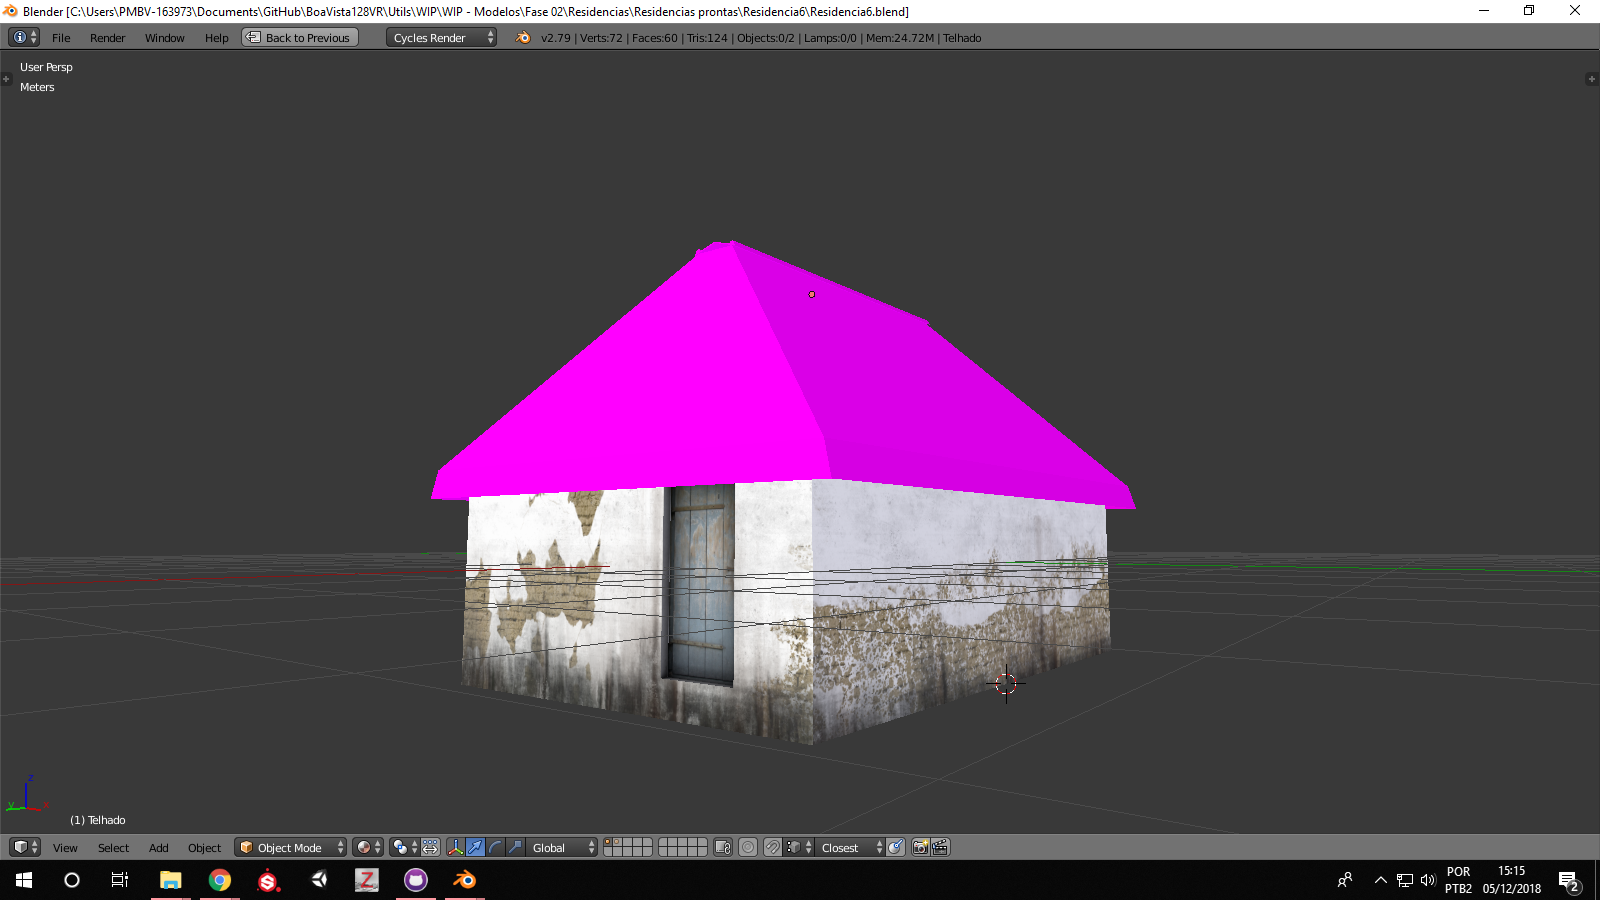 Blender [C:\Users\PMBV-163973\Documents\GitHub\BoaVista128VR\Utils\WIP\WIP - Modelos\Fase 02\Residencias\Residencias prontas\Residencia6\Residencia6.blend]
File Render Window Help Back to Previous Cycles Render v2.79 | Verts:72 | Faces:60 | Tris:124 | Objects:0/2 | Lamps:0/0 | Mem:24.72M | Telhado
User Persp
Meters
z
y x
(1) Telhado
View Select Add Object Object Mode Global Closest
POR 15:15
PTB2 05/12/2018 2